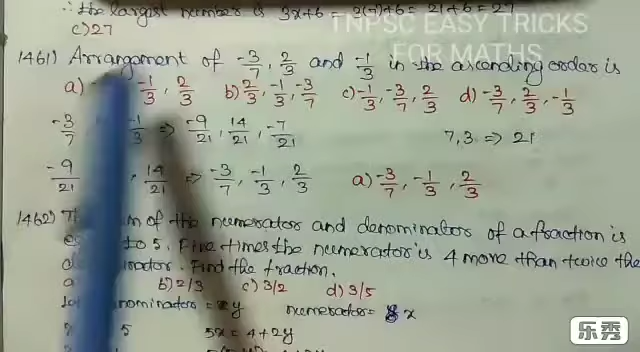 ∴ the largest number is 3x+6 = 3(7)+6 = 21+6 = 27
c) 27
TNPSC EASY TRICKS
FOR MATHS
1461) Arrangement of -3/7, 2/3 and -1/3 in the ascending order is
a) -1/3, 2/3 b) 2/3, -1/3, -3/7 c) -1/3, -3/7, 2/3 d) -3/7, 2/3, -1/3
-3/7 -1/3 ⇒ -9/21, 14/21, -7/21 7,3 ⇒ 21
-9/21 , 14/21 ⇒ -3/7, -1/3, 2/3 a) -3/7, -1/3, 2/3
1462) of the numerator and denominator of a fraction is
to 5. Five times the numerator is 4 more than twice the
. Find the fraction.
a b) 2/3 c) 3/2 d) 3/5
= y numerator = x
5 5x = 4+2y
乐秀